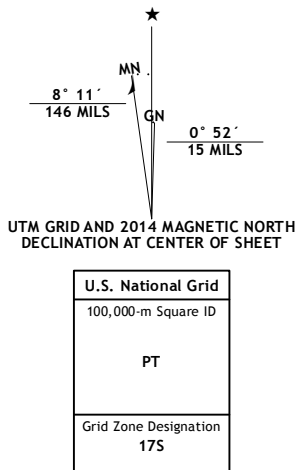 MN
GN
8° 11´
146 MILS
0° 52´
15 MILS
UTM GRID AND 2014 MAGNETIC NORTH
DECLINATION AT CENTER OF SHEET
U.S. National Grid
100,000-m Square ID
PT
Grid Zone Designation
17S